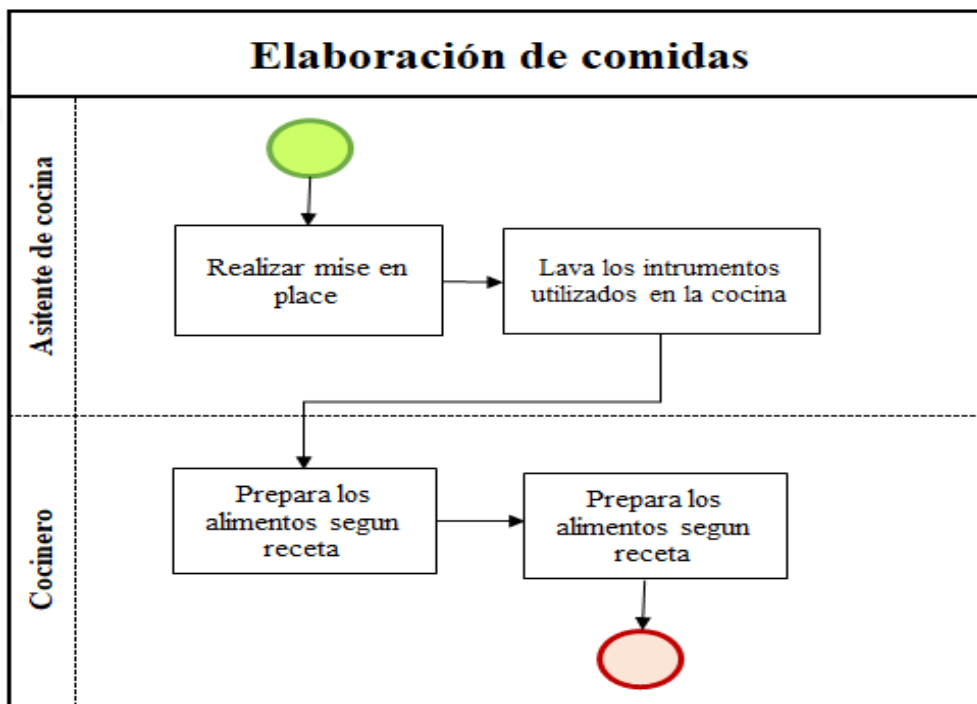 Elaboración de comidas
Asitente de cocina
Realizar mise en
place
Lava los intrumentos
utilizados en la cocina
Cocinero
Prepara los
alimentos segun
receta
Prepara los
alimentos segun
receta